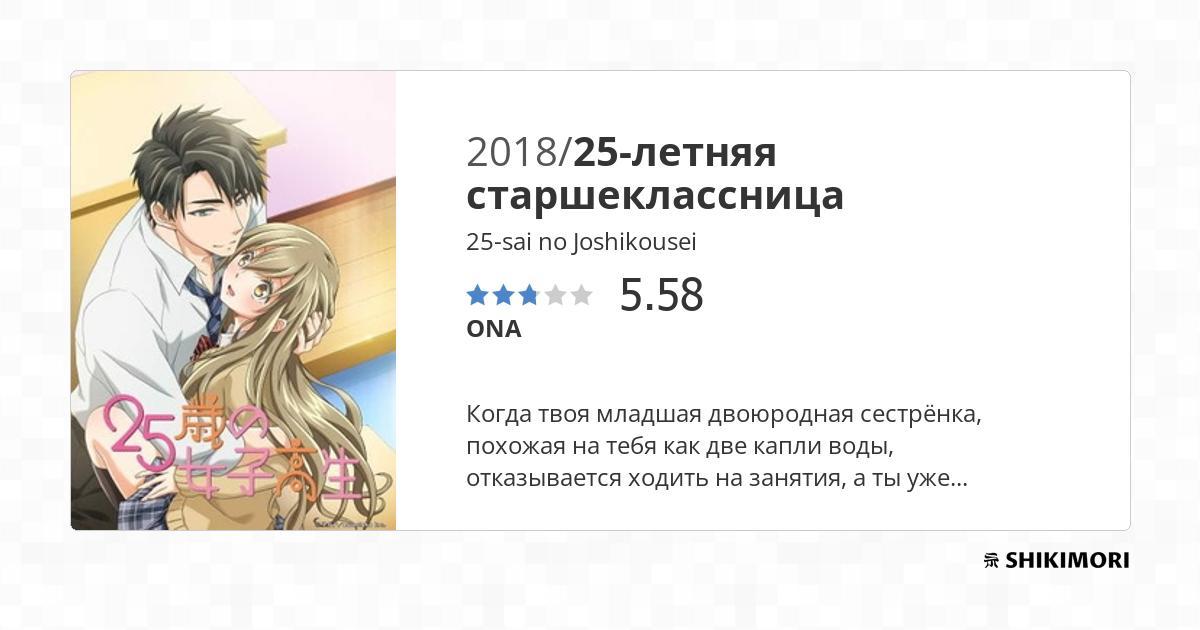 2018/25-летняя
старшеклассница
25-sai no Joshikousei
5.58
ONA
Когда твоя младшая двоюродная сестрёнка,
похожая на тебя как две капли воды,
отказывается ходить на занятия, а ты уже...
25歳の
女子高生
SHIKIMORI